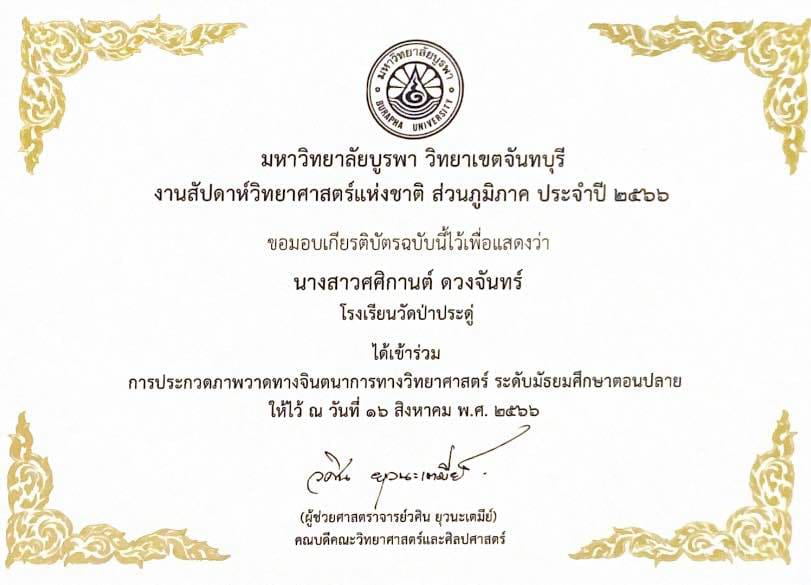 มหาวิทยาลัยบูรพา
BURAPHA UNIVERSITY
มหาวิทยาลัยบูรพา วิทยาเขตจันทบุรี
งานสัปดาห์วิทยาศาสตร์แห่งชาติ ส่วนภูมิภาค ประจำปี ๒๕๖๖
ขอมอบเกียรติบัตรฉบับนี้ไว้เพื่อแสดงว่า
นางสาวศศิกานต์ ดวงจันทร์
โรงเรียนวัดป่าประดู่
ได้เข้าร่วม
การประกวดภาพวาดทางจินตนาการทางวิทยาศาสตร์ ระดับมัธยมศึกษาตอนปลาย
ให้ไว้ ณ วันที่ ๑๖ สิงหาคม พ.ศ. ๒๕๖๖
วศิน ยุวนะเตมีย์
(ผู้ช่วยศาสตราจารย์วศิน ยุวนะเตมีย์)
คณบดีคณะวิทยาศาสตร์และศิลปศาสตร์